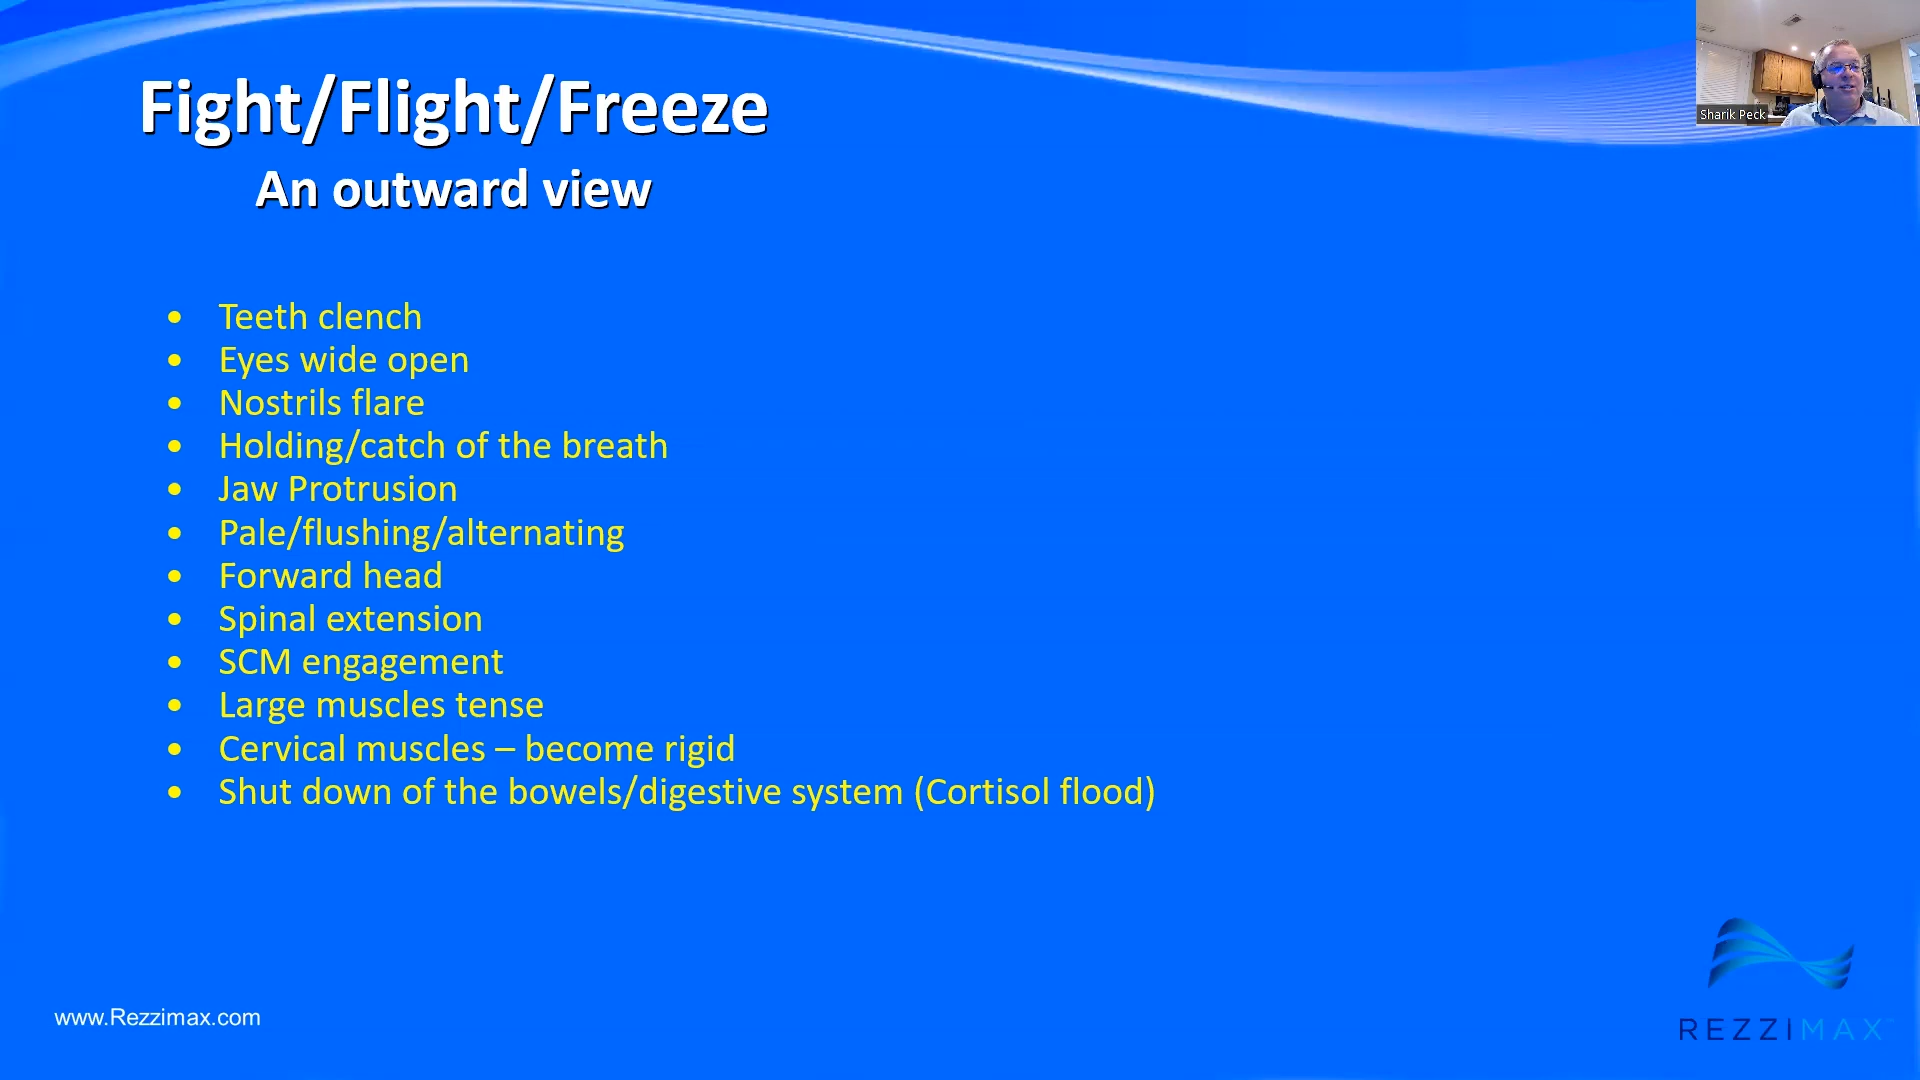 Fight/Flight/Freeze
An outward view
Sharik Peck
• Teeth clench
• Eyes wide open
• Nostrils flare
• Holding/catch of the breath
• Jaw Protrusion
• Pale/flushing/alternating
• Forward head
• Spinal extension
• SCM engagement
• Large muscles tense
• Cervical muscles – become rigid
• Shut down of the bowels/digestive system (Cortisol flood)
www.Rezzimax.com
REZZIMAX